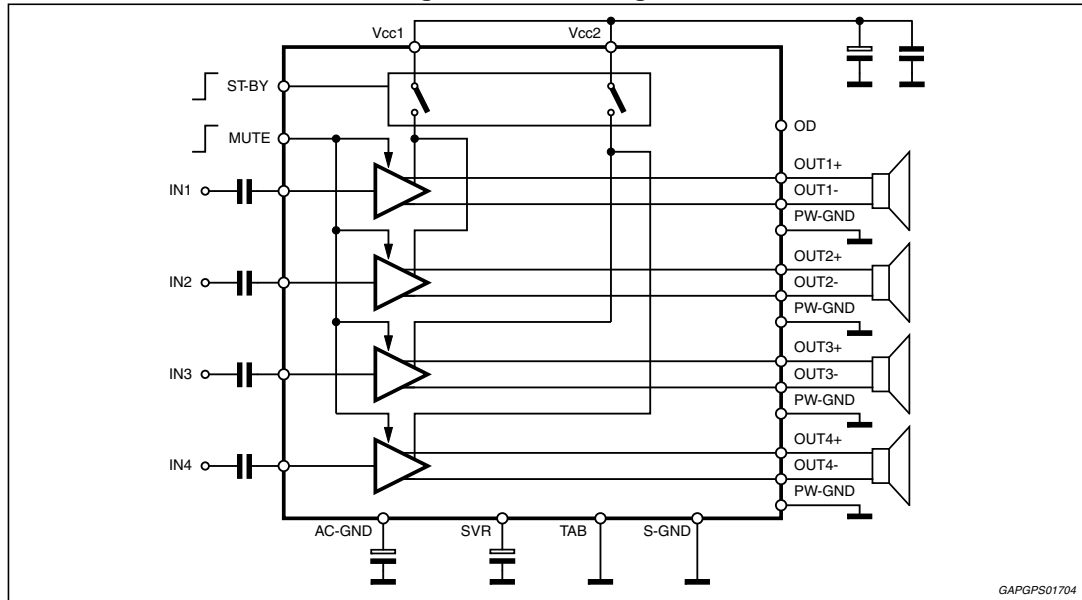 Vcc1
Vcc2
ST-BY
MUTE
OD
IN1
OUT1+
OUT1-
PW-GND
IN2
OUT2+
OUT2-
PW-GND
IN3
OUT3+
OUT3-
PW-GND
IN4
OUT4+
OUT4-
PW-GND
AC-GND
SVR
TAB
S-GND
GAPGPS01704